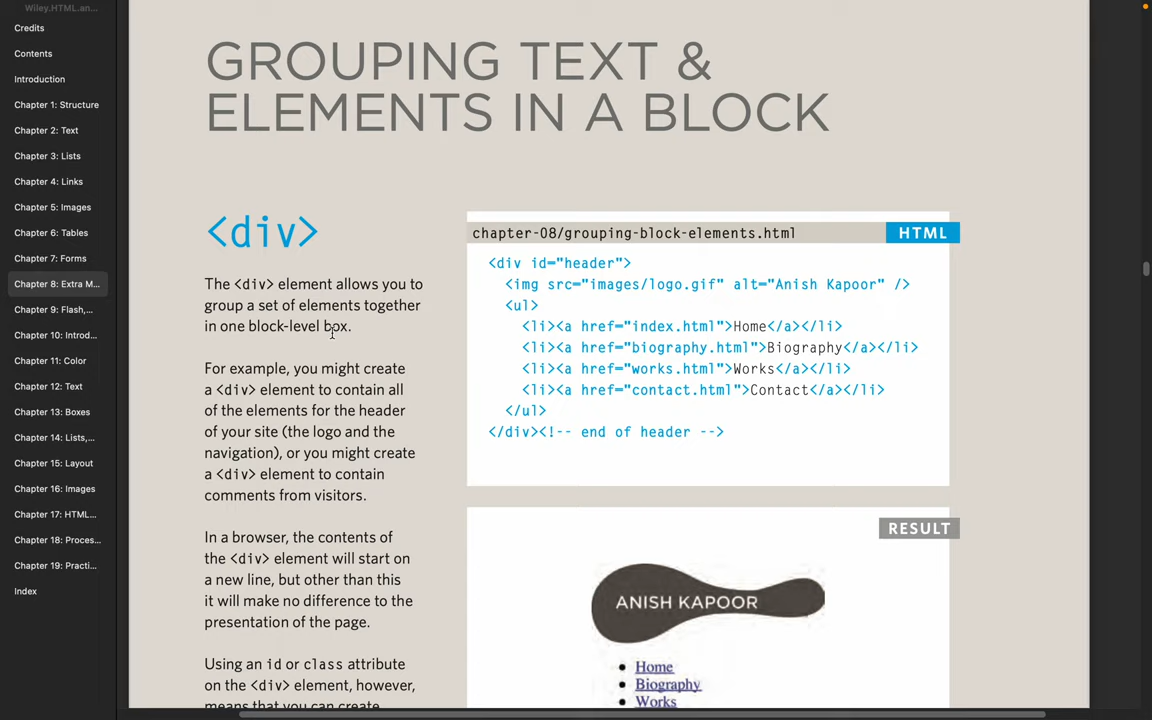 Wiley.HTML.an...
Credits
Contents
Introduction
Chapter 1: Structure
Chapter 2: Text
Chapter 3: Lists
Chapter 4: Links
Chapter 5: Images
Chapter 6: Tables
Chapter 7: Forms
Chapter 8: Extra M...
Chapter 9: Flash,...
Chapter 10: Introd...
Chapter 11: Color
Chapter 12: Text
Chapter 13: Boxes
Chapter 14: Lists,...
Chapter 15: Layout
Chapter 16: Images
Chapter 17: HTML...
Chapter 18: Proces...
Chapter 19: Practi...
Index
GROUPING TEXT &
ELEMENTS IN A BLOCK
<div>
The <div> element allows you to
group a set of elements together
in one block-level box.
For example, you might create
a <div> element to contain all
of the elements for the header
of your site (the logo and the
navigation), or you might create
a <div> element to contain
comments from visitors.
In a browser, the contents of
the <div> element will start on
a new line, but other than this
it will make no difference to the
presentation of the page.
Using an id or class attribute
on the <div> element, however,
means that you can create
chapter-08/grouping-block-elements.html
HTML
<div id="header">
<img src="images/logo.gif" alt="Anish Kapoor" />
<ul>
<li><a href="index.html">Home</a></li>
<li><a href="biography.html">Biography</a></li>
<li><a href="works.html">Works</a></li>
<li><a href="contact.html">Contact</a></li>
</ul>
</div><!-- end of header -->
RESULT
ANISH KAPOOR
Home
Biography
Works